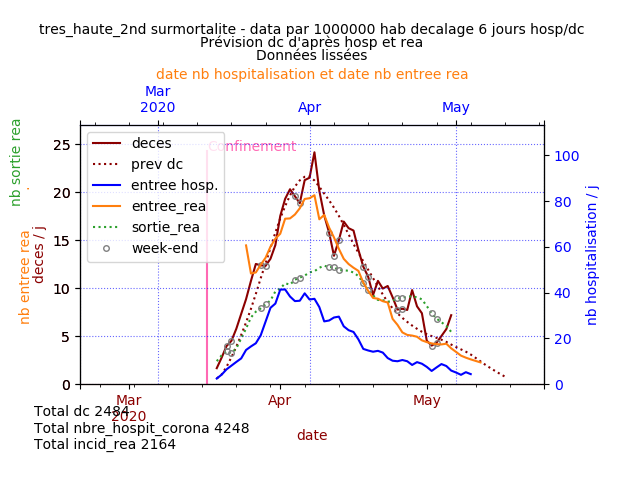 tres_haute_2nd surmortalite - data par 1000000 hab decalage 6 jours hosp/dc
Prévision dc d'après hosp et rea
Données lissées
date nb hospitalisation et date nb entree rea
Mar
2020
Apr
May
nb sortie rea
.
nb entree rea
deces / j
25
20
15
10
5
0
deces
prev dc
entree hosp.
entree_rea
sortie_rea
week-end
Confinement
100
80
60
40
20
0
nb hospitalisation / j
Mar
2020
Apr
May
date
Total dc 2484
Total nbre_hospit_corona 4248
Total incid_rea 2164